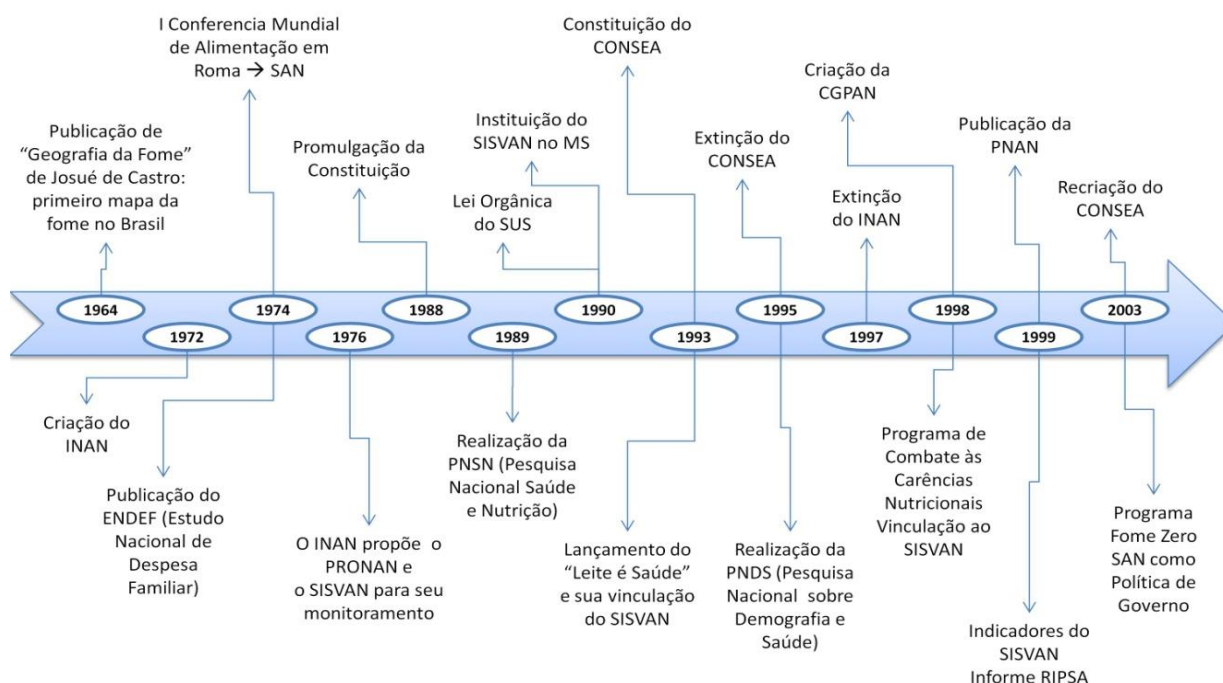 I Conferencia Mundial
de Alimentação em
Roma → SAN
Constituição do
CONSEA
Criação da
CGPAN
Publicação de
“Geografia da Fome”
de Josué de Castro:
primeiro mapa da
fome no Brasil
Promulgação da
Constituição
Instituição do
SISVAN no MS
Lei Orgânica
do SUS
Extinção do
CONSEA
Extinção
do INAN
Publicação da
PNAN
Recriação do
CONSEA
1964
1972
1974
1976
1988
1989
1990
1993
1995
1997
1998
1999
2003
Criação do
INAN
Publicação do
ENDEF (Estudo
Nacional de
Despesa
Familiar)
O INAN propõe o
PRONAN e
o SISVAN para seu
monitoramento
Realização da
PNSN (Pesquisa
Nacional Saúde
e Nutrição)
Lançamento do
“Leite é Saúde”
e sua vinculação
do SISVAN
Realização da
PNDS (Pesquisa
Nacional sobre
Demografia e
Saúde)
Programa de
Combate às
Carências
Nutricionais
Vinculação ao
SISVAN
Indicadores do
SISVAN
Informe RIPSA
Programa
Fome Zero
SAN como
Política de
Governo